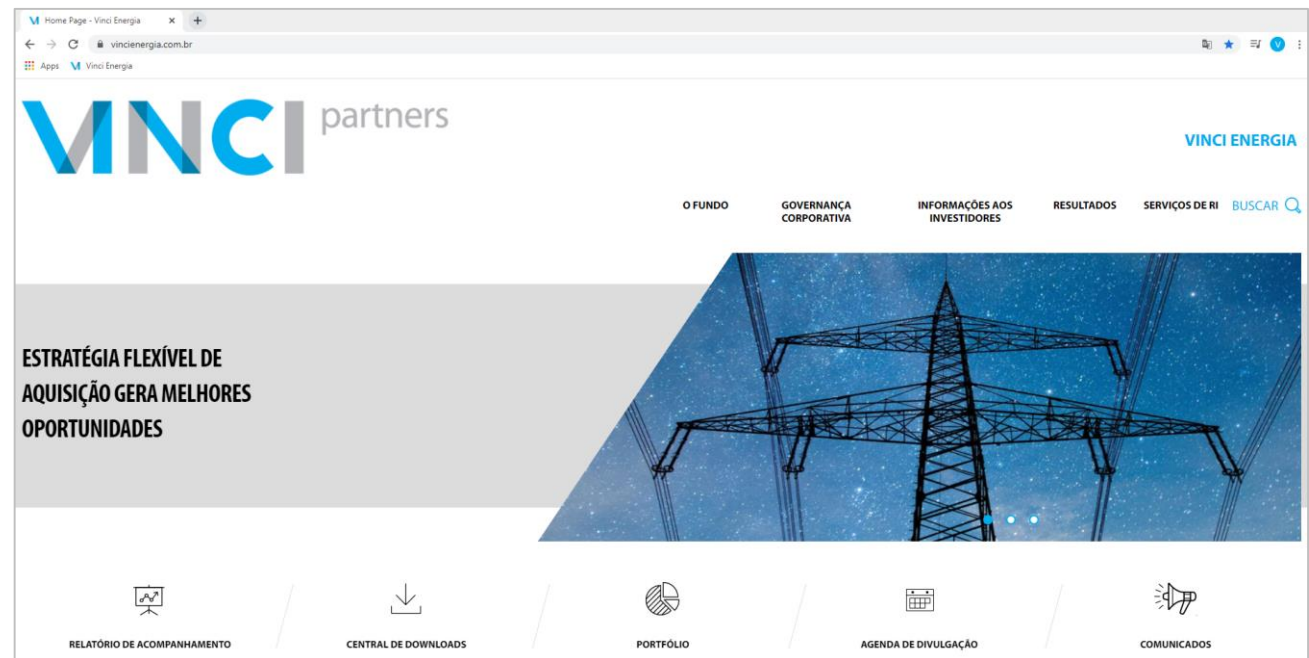 Home Page - Vinci Energia
vincienergia.com.br
V
Apps Vinci Energia
VINCI partners
VINCI ENERGIA
O FUNDO
GOVERNANÇA
CORPORATIVA
INFORMAÇÕES AOS
INVESTIDORES
RESULTADOS
SERVIÇOS DE RI
BUSCAR
ESTRATÉGIA FLEXÍVEL DE
AQUISIÇÃO GERA MELHORES
OPORTUNIDADES
RELATÓRIO DE ACOMPANHAMENTO
CENTRAL DE DOWNLOADS
PORTFÓLIO
AGENDA DE DIVULGAÇÃO
COMUNICADOS